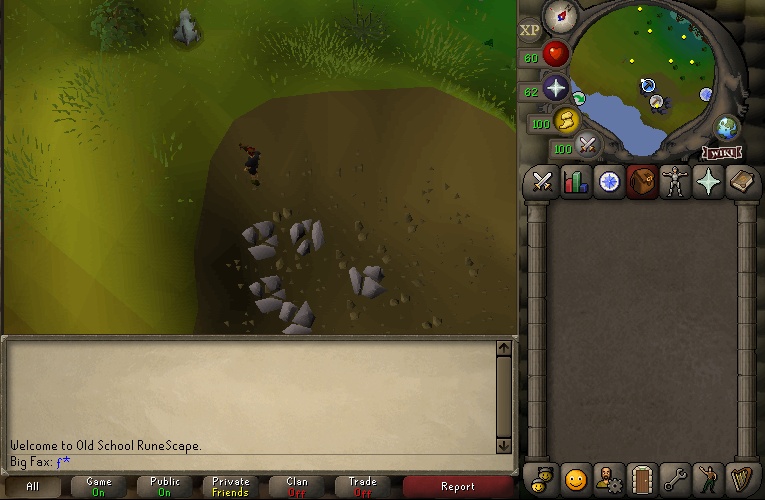 XP
60
62
100
100
WIKI
Welcome to Old School RuneScape.
Big Fax: f*
All
Game
On
Public
On
Private
Friends
Clan
Off
Trade
Off
Report